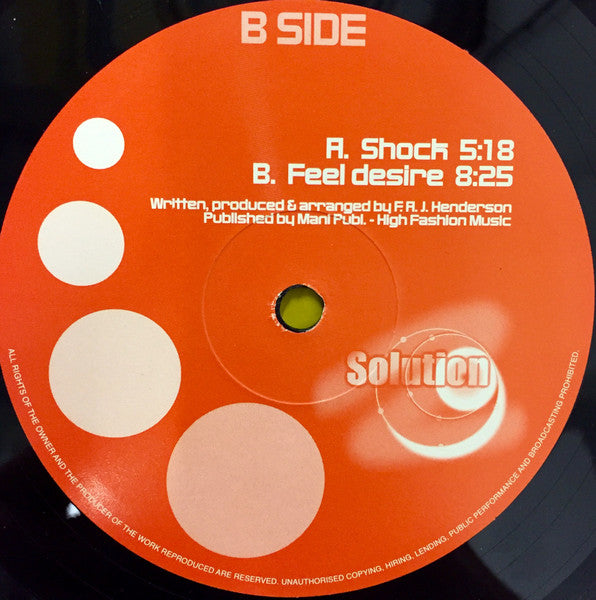 B SIDE
A. Shock 5:18
B. Feel desire 8:25
Written, produced & arranged by F. A. J. Henderson
Published by Mani Publ. - High Fashion Music
Solution
ALL RIGHTS OF THE OWNER AND THE PRODUCER OF THE WORK REPRODUCED ARE RESERVED. UNAUTHORISED COPYING. HIRING. LENDING. PUBLIC PERFORMANCE AND BROADCASTING PROHIBITED.